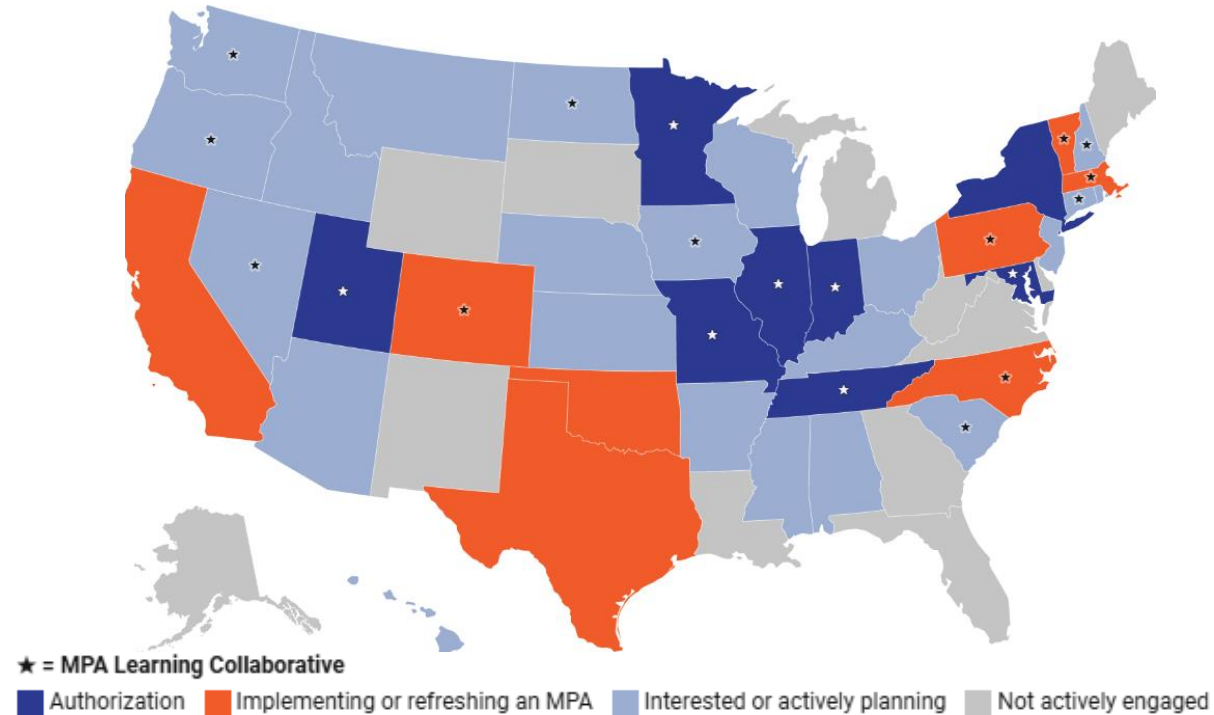 ★ = MPA Learning Collaborative
Authorization Implementing or refreshing an MPA Interested or actively planning Not actively engaged